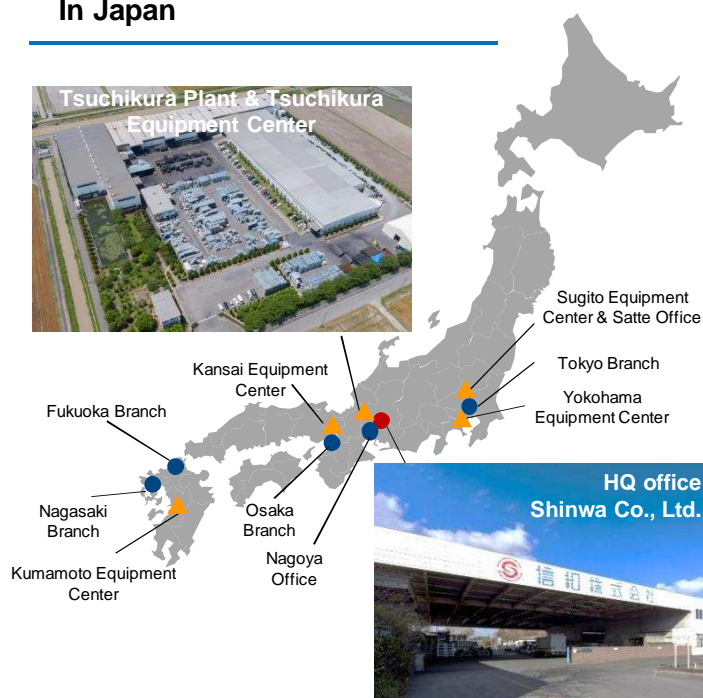 In Japan
Tsuchikura Plant & Tsuchikura
Equipment Center
Sugito Equipment
Center & Satte Office
Kansai Equipment
Center
Tokyo Branch
Yokohama
Equipment Center
Fukuoka Branch
Nagasaki
Branch
Osaka
Branch
Nagoya
Office
Kumamoto Equipment
Center
HQ office
Shinwa Co., Ltd.
信和株式会社